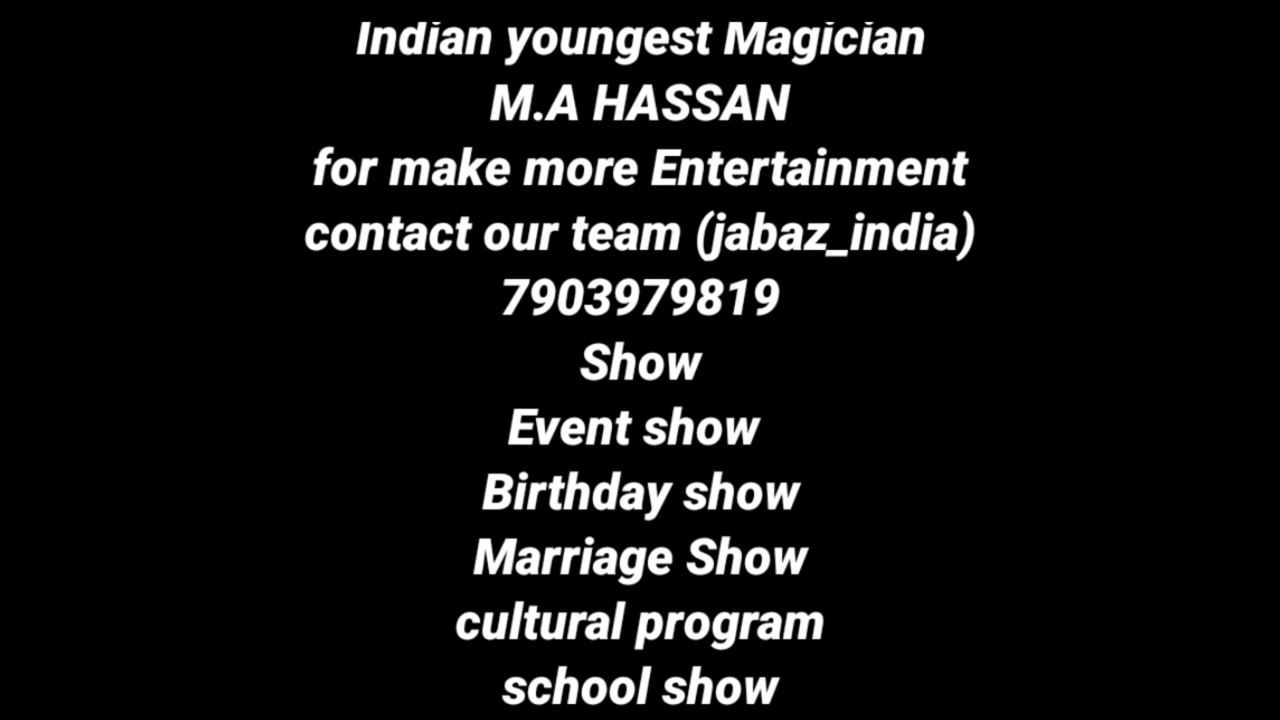 Indian youngest Magician
M.A HASSAN
for make more Entertainment
contact our team (jabaz_india)
7903979819
Show
Event show
Birthday show
Marriage Show
cultural program
school show